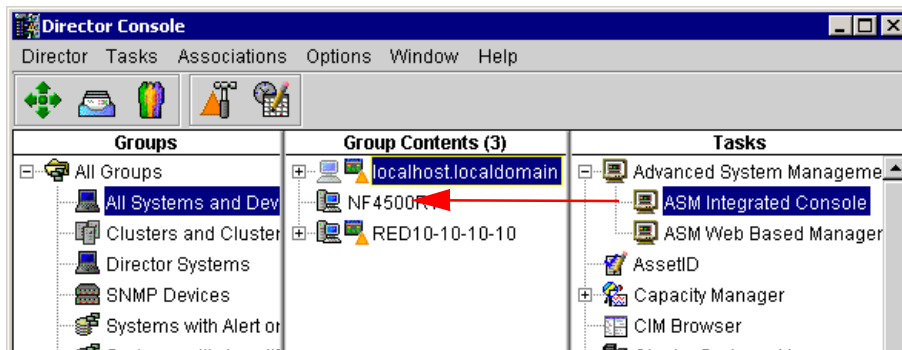 Director Console
Director Tasks Associations Options Window Help
Groups
All Groups
All Systems and Dev
Clusters and Cluster
Director Systems
SNMP Devices
Systems with Alert or
Group Contents (3)
localhost.localdomain
NF4500R
RED10-10-10-10
Tasks
Advanced System Manageme
ASM Integrated Console
ASM Web Based Manager
AssetID
Capacity Manager
CIM Browser